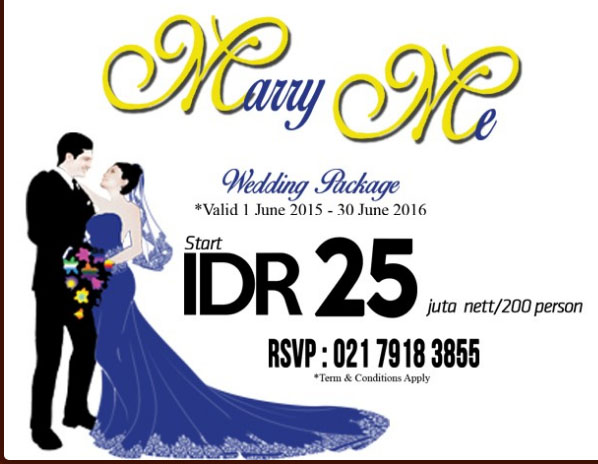 Marry Me
Wedding Package
*Valid 1 June 2015 - 30 June 2016
Start
IDR 25 juta nett/200 person
RSVP : 021 7918 3855
*Term & Conditions Apply